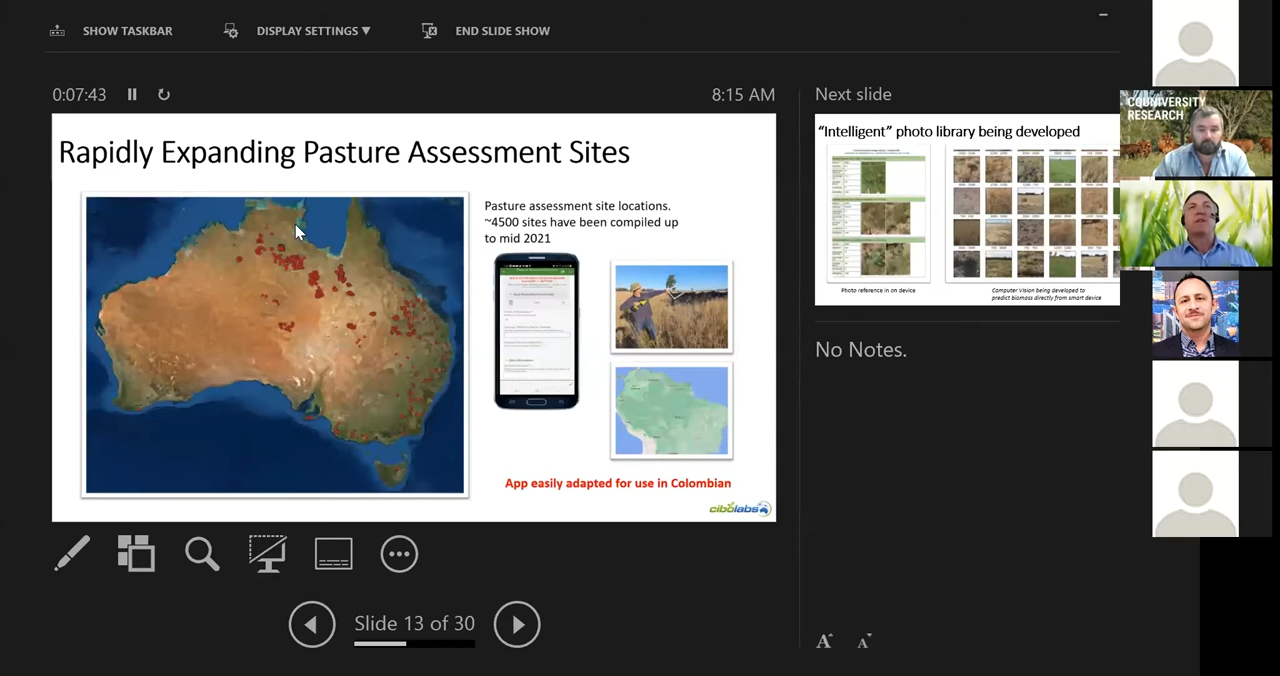 SHOW TASKBAR
DISPLAY SETTINGS ▼
END SLIDE SHOW
0:07:43
8:15 AM
Rapidly Expanding Pasture Assessment Sites
Pasture assessment site locations.
~4500 sites have been compiled up
to mid 2021
App easily adapted for use in Colombian
cibolabs
Slide 13 of 30
Next slide
"Intelligent" photo library being developed
Photo reference in on device
Computer Vision being developed to
predict biomass directly from smart device
No Notes.
A A
CQUNIVERSITY
RESEARCH